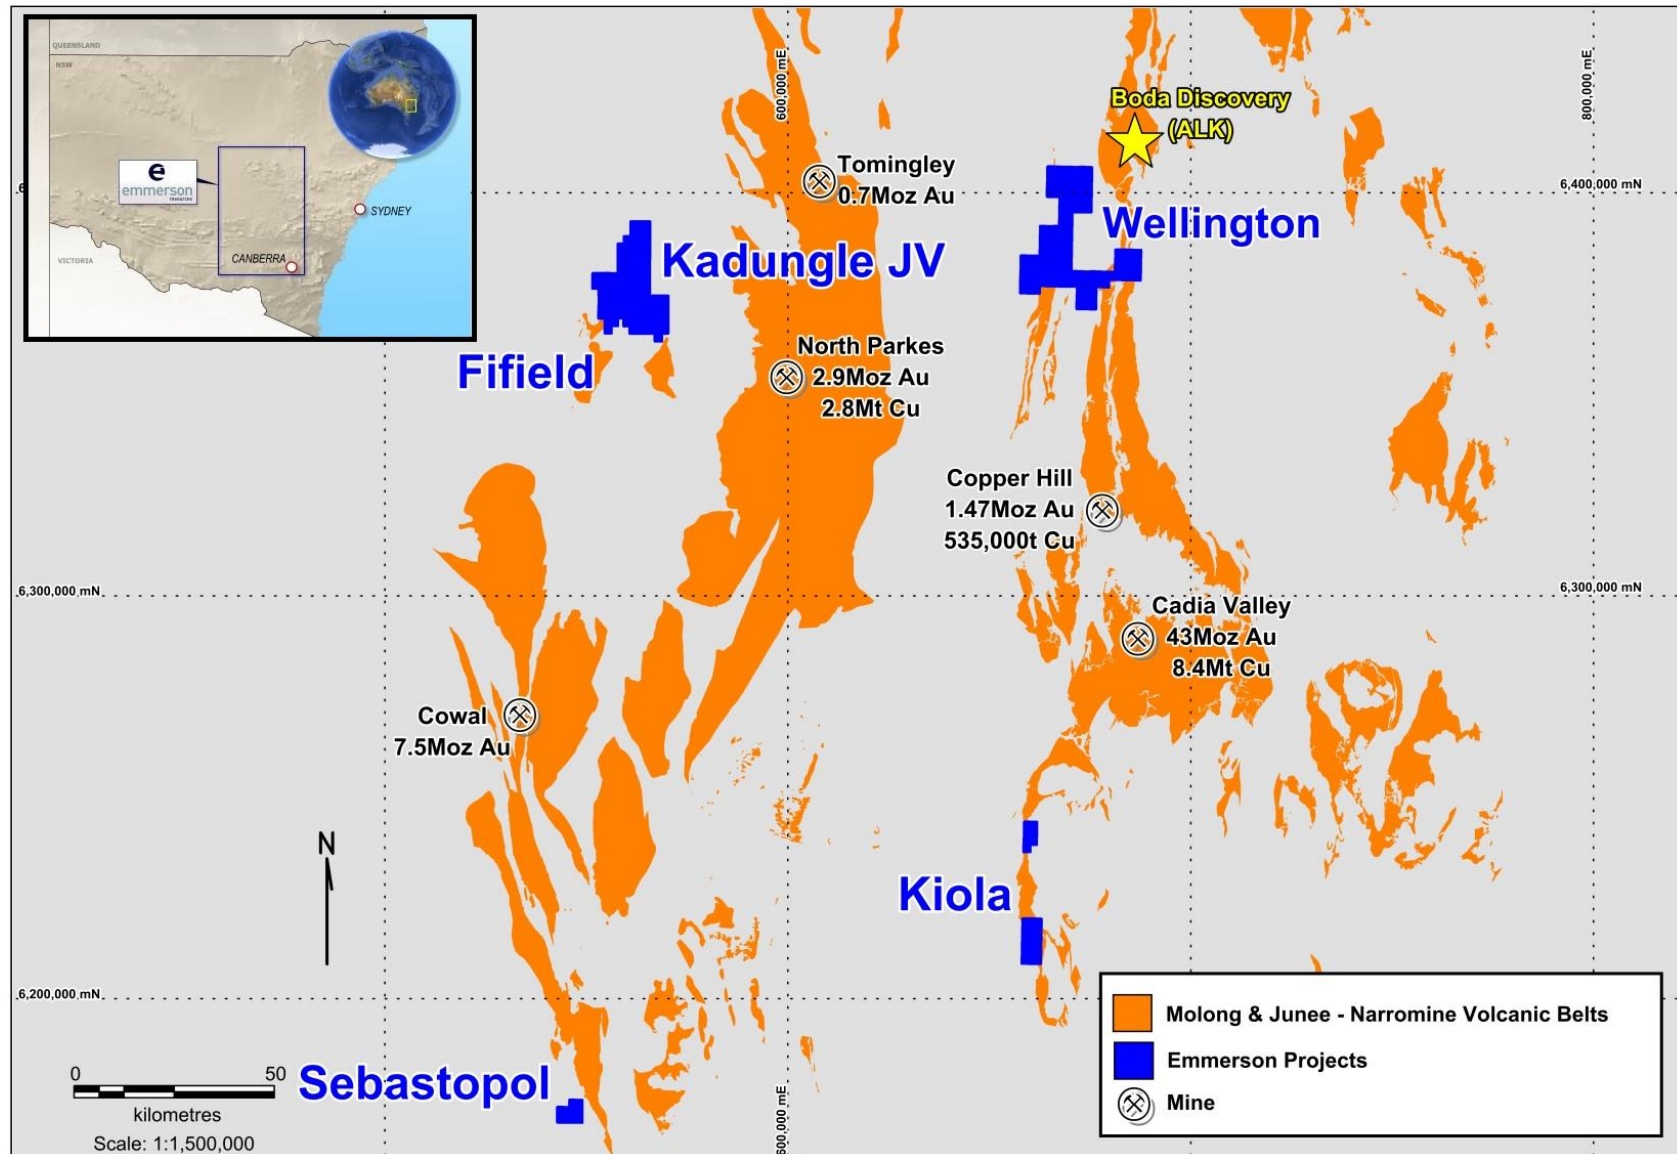 QUEENSLAND
NSW
e
emmerson
RESOURCES
SYDNEY
CANBERRA
VICTORIA
600,000 mE
800,000 mE
Boda Discovery
(ALK)
Tomingley
0.7Moz Au
6,400,000 mN
Wellington
Kadungle JV
North Parkes
2.9Moz Au
2.8Mt Cu
Fifield
Copper Hill
1.47Moz Au
535,000t Cu
6,300,000 mN
6,300,000 mN
Cadia Valley
43Moz Au
8.4Mt Cu
Cowal
7.5Moz Au
N
Kiola
6,200,000 mN
Molong & Junee - Narromine Volcanic Belts
Emmerson Projects
Mine
Sebastopol
0 50
kilometres
Scale: 1:1,500,000
600,000 mE